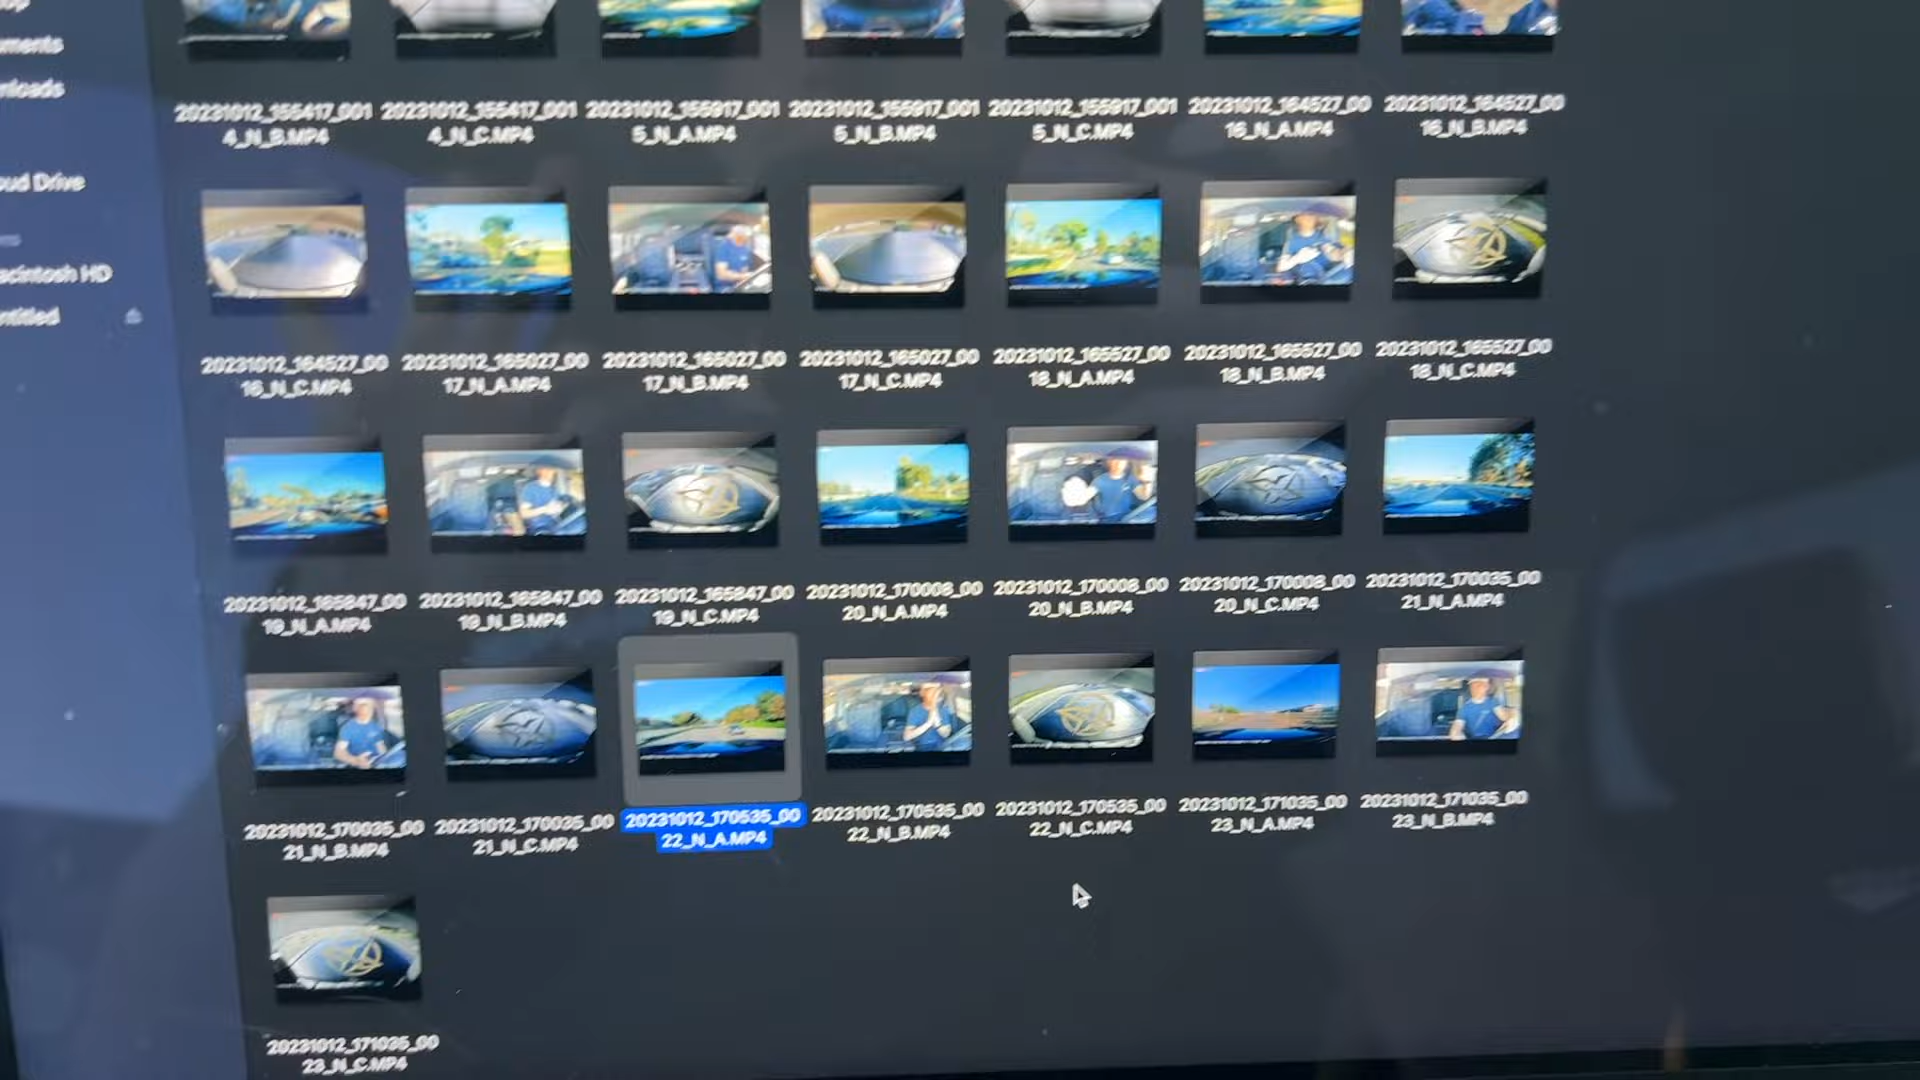 uments
nloads
oud Drive
acintosh HD
ntitled
20231012_155417_001
4_N_B.MP4
20231012_155417_001
4_N_C.MP4
20231012_155917_001
5_N_A.MP4
20231012_155917_001
5_N_B.MP4
20231012_155917_001
5_N_C.MP4
20231012_164527_00
16_N_A.MP4
20231012_164527_00
16_N_B.MP4
20231012_164527_00
16_N_C.MP4
20231012_165027_00
17_N_A.MP4
20231012_165027_00
17_N_B.MP4
20231012_165027_00
17_N_C.MP4
20231012_165527_00
18_N_A.MP4
20231012_165527_00
18_N_B.MP4
20231012_165527_00
18_N_C.MP4
20231012_165847_00
19_N_A.MP4
20231012_165847_00
19_N_B.MP4
20231012_165847_00
19_N_C.MP4
20231012_170008_00
20_N_A.MP4
20231012_170008_00
20_N_B.MP4
20231012_170008_00
20_N_C.MP4
20231012_170035_00
21_N_A.MP4
20231012_170035_00
21_N_B.MP4
20231012_170035_00
21_N_C.MP4
20231012_170535_00
22_N_A.MP4
20231012_170535_00
22_N_B.MP4
20231012_170535_00
22_N_C.MP4
20231012_171035_00
23_N_A.MP4
20231012_171035_00
23_N_B.MP4
20231012_171035_00
23_N_C.MP4